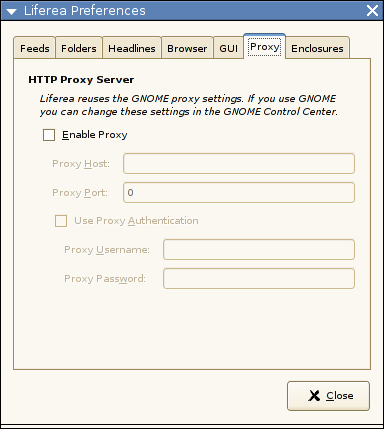 Liferea Preferences
Feeds Folders Headlines Browser GUI Proxy Enclosures
HTTP Proxy Server
Liferea reuses the GNOME proxy settings. If you use GNOME
you can change these settings in the GNOME Control Center.
Enable Proxy
Proxy Host:
Proxy Port: 0
Use Proxy Authentication
Proxy Username:
Proxy Password:
Close